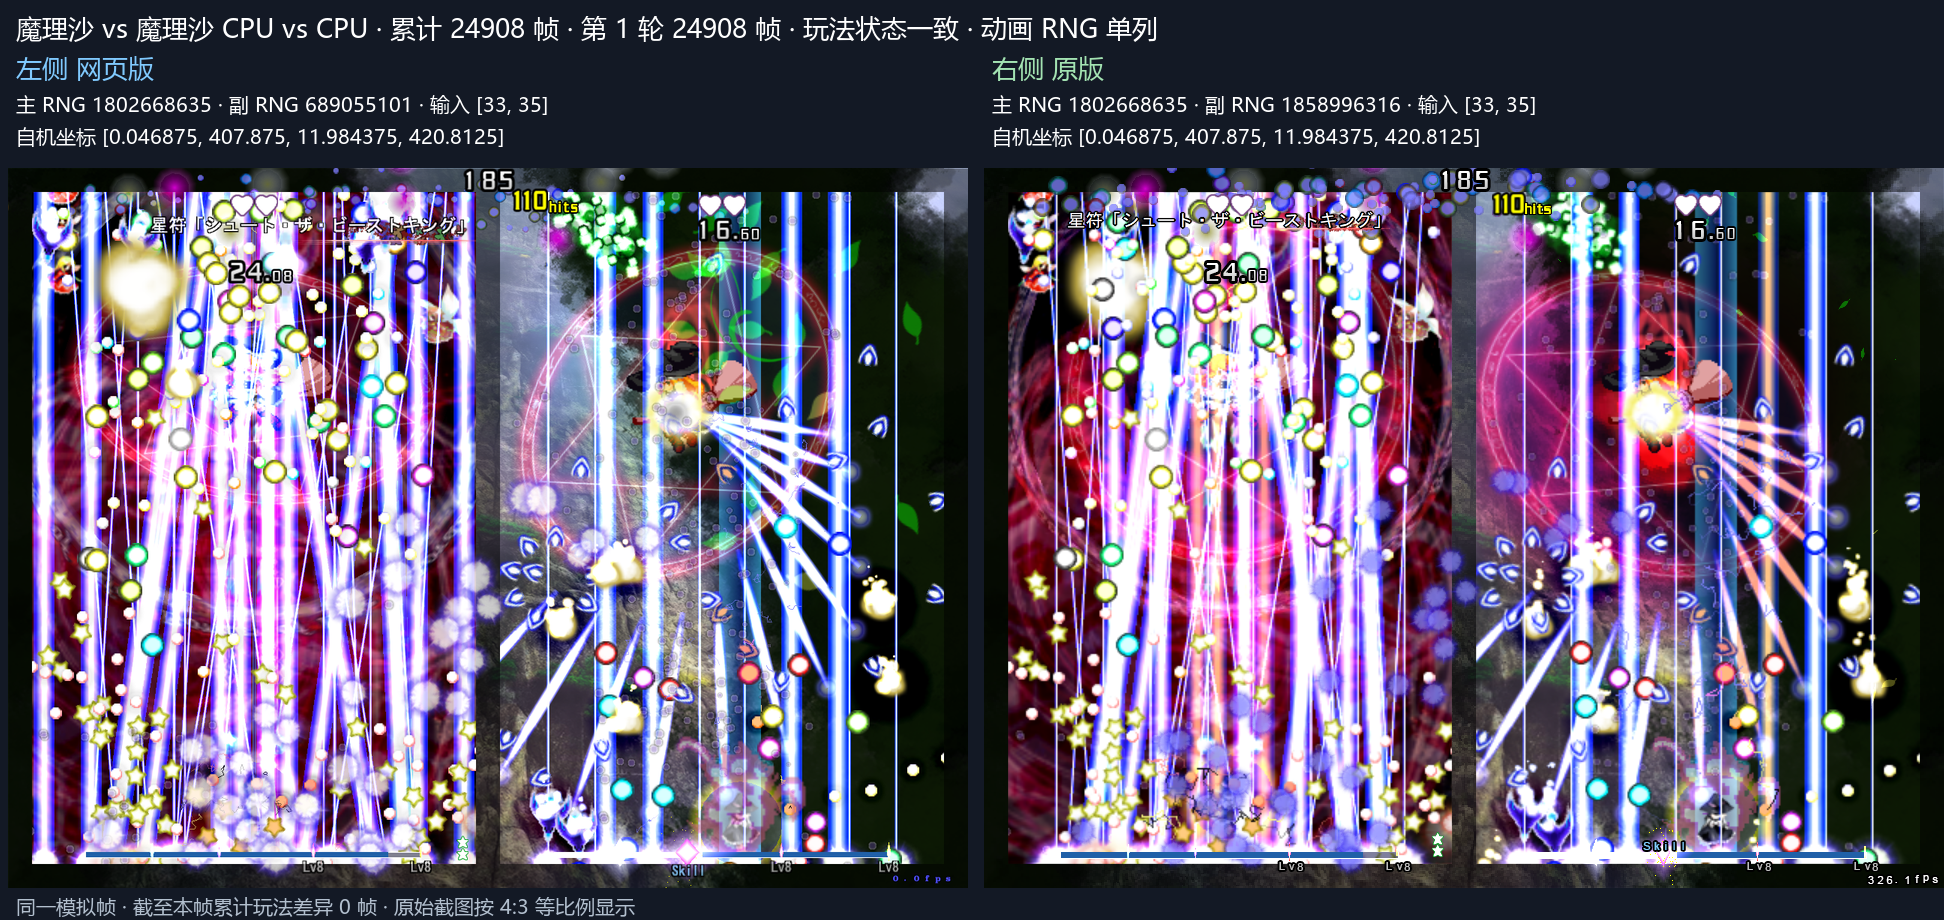 魔理沙 vs 魔理沙 CPU vs CPU · 累计 24908 帧 · 第 1 轮 24908 帧 · 玩法状态一致 · 动画 RNG 单列
左侧 网页版
主 RNG 1802668635 · 副 RNG 689055101 · 输入 [33, 35]
自机坐标 [0.046875, 407.875, 11.984375, 420.8125]
185
110hits
星符「シュート・ザ・ビーストキング」
16.60
24.08
Lv8
Lv8
Skill
Lv8
Lv8
0.0fps
右侧 原版
主 RNG 1802668635 · 副 RNG 1858996316 · 输入 [33, 35]
自机坐标 [0.046875, 407.875, 11.984375, 420.8125]
185
110hits
星符「シュート・ザ・ビーストキング」
16.60
24.08
Skill
Lv8
Lv8
Lv8
Lv8
326.1fps
同一模拟帧 · 截至本帧累计玩法差异 0 帧 · 原始截图按 4:3 等比例显示